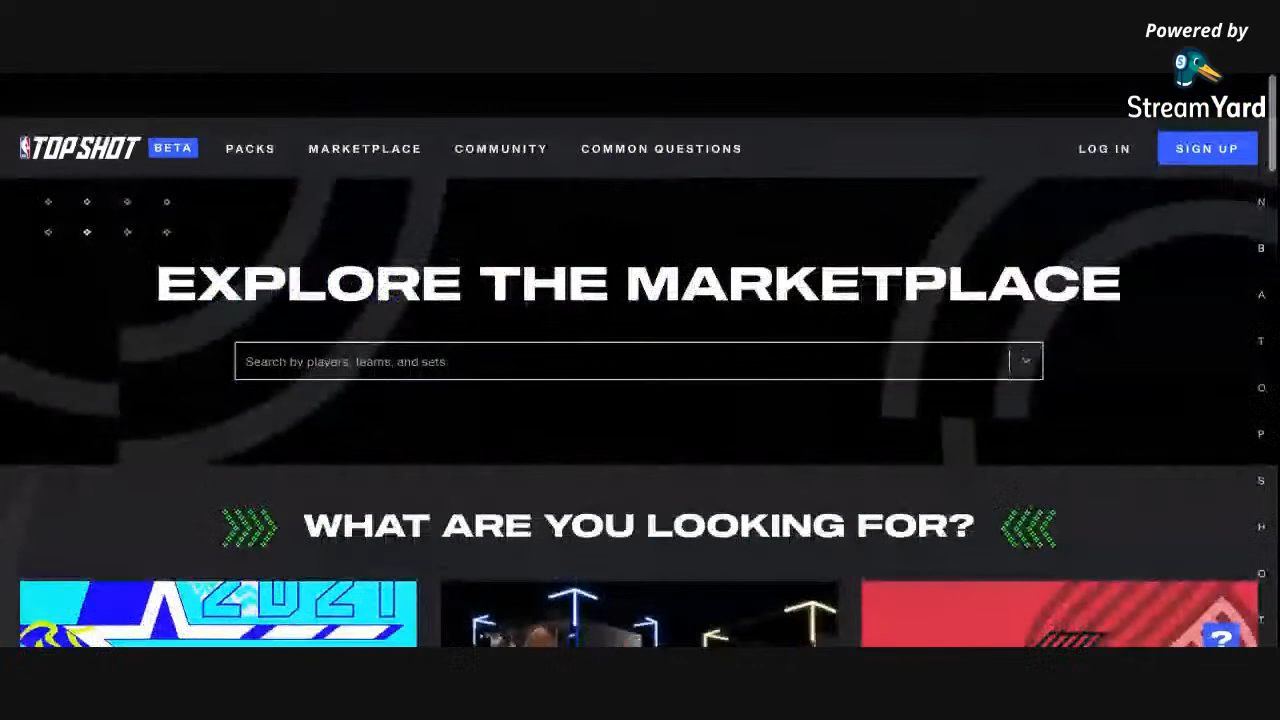 Powered by
StreamYard
TOP SHOT BETA PACKS MARKETPLACE COMMUNITY COMMON QUESTIONS LOG IN SIGN UP
EXPLORE THE MARKETPLACE
Search by players, teams, and sets
WHAT ARE YOU LOOKING FOR?
2021
?
N
B
A
T
O
P
S
H
O
T